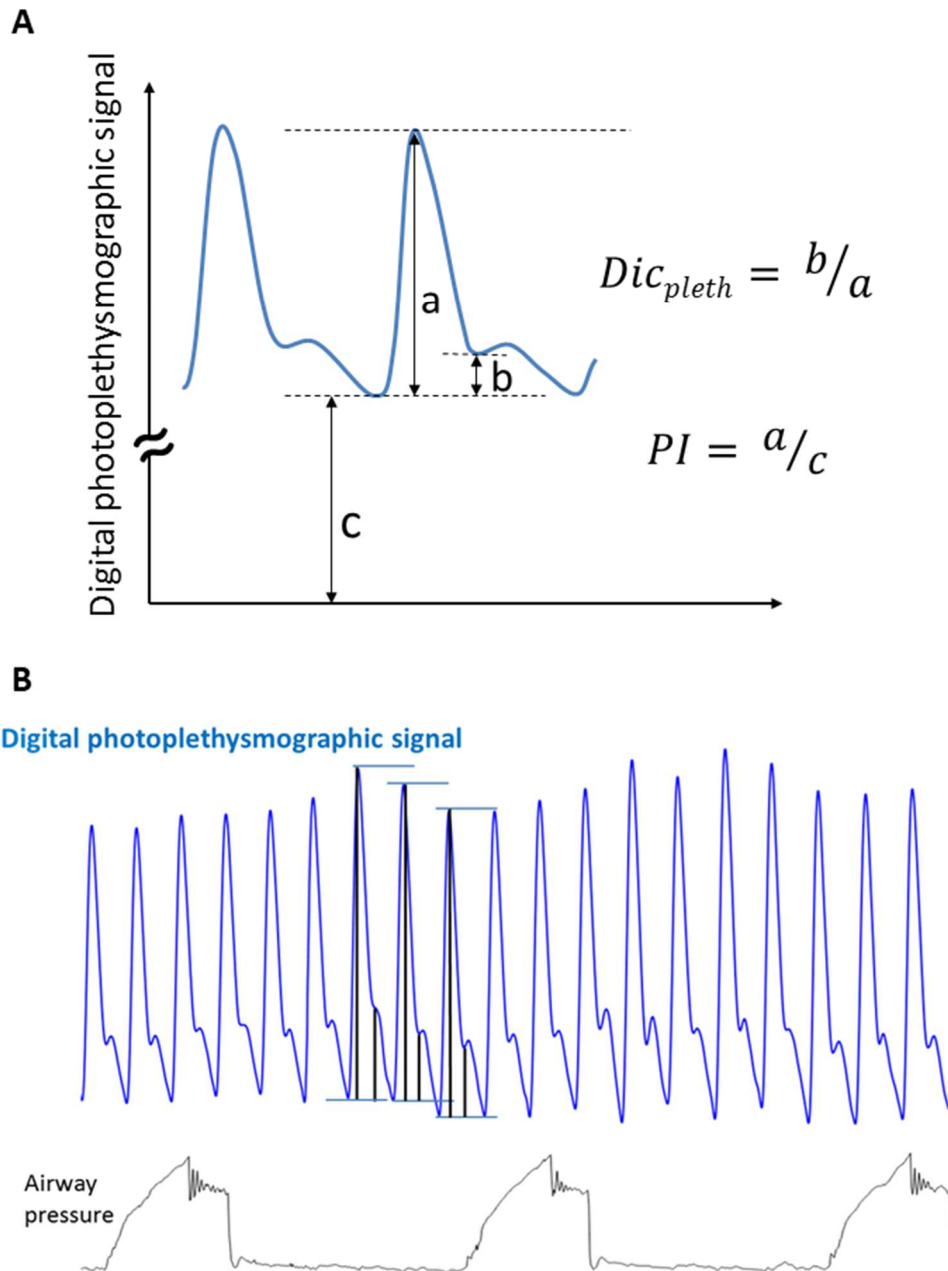 A
Digital photoplethysmographic signal
a
b
c
Dic_pleth = b/a
PI = a/c
B
Digital photoplethysmographic signal
Airway
pressure